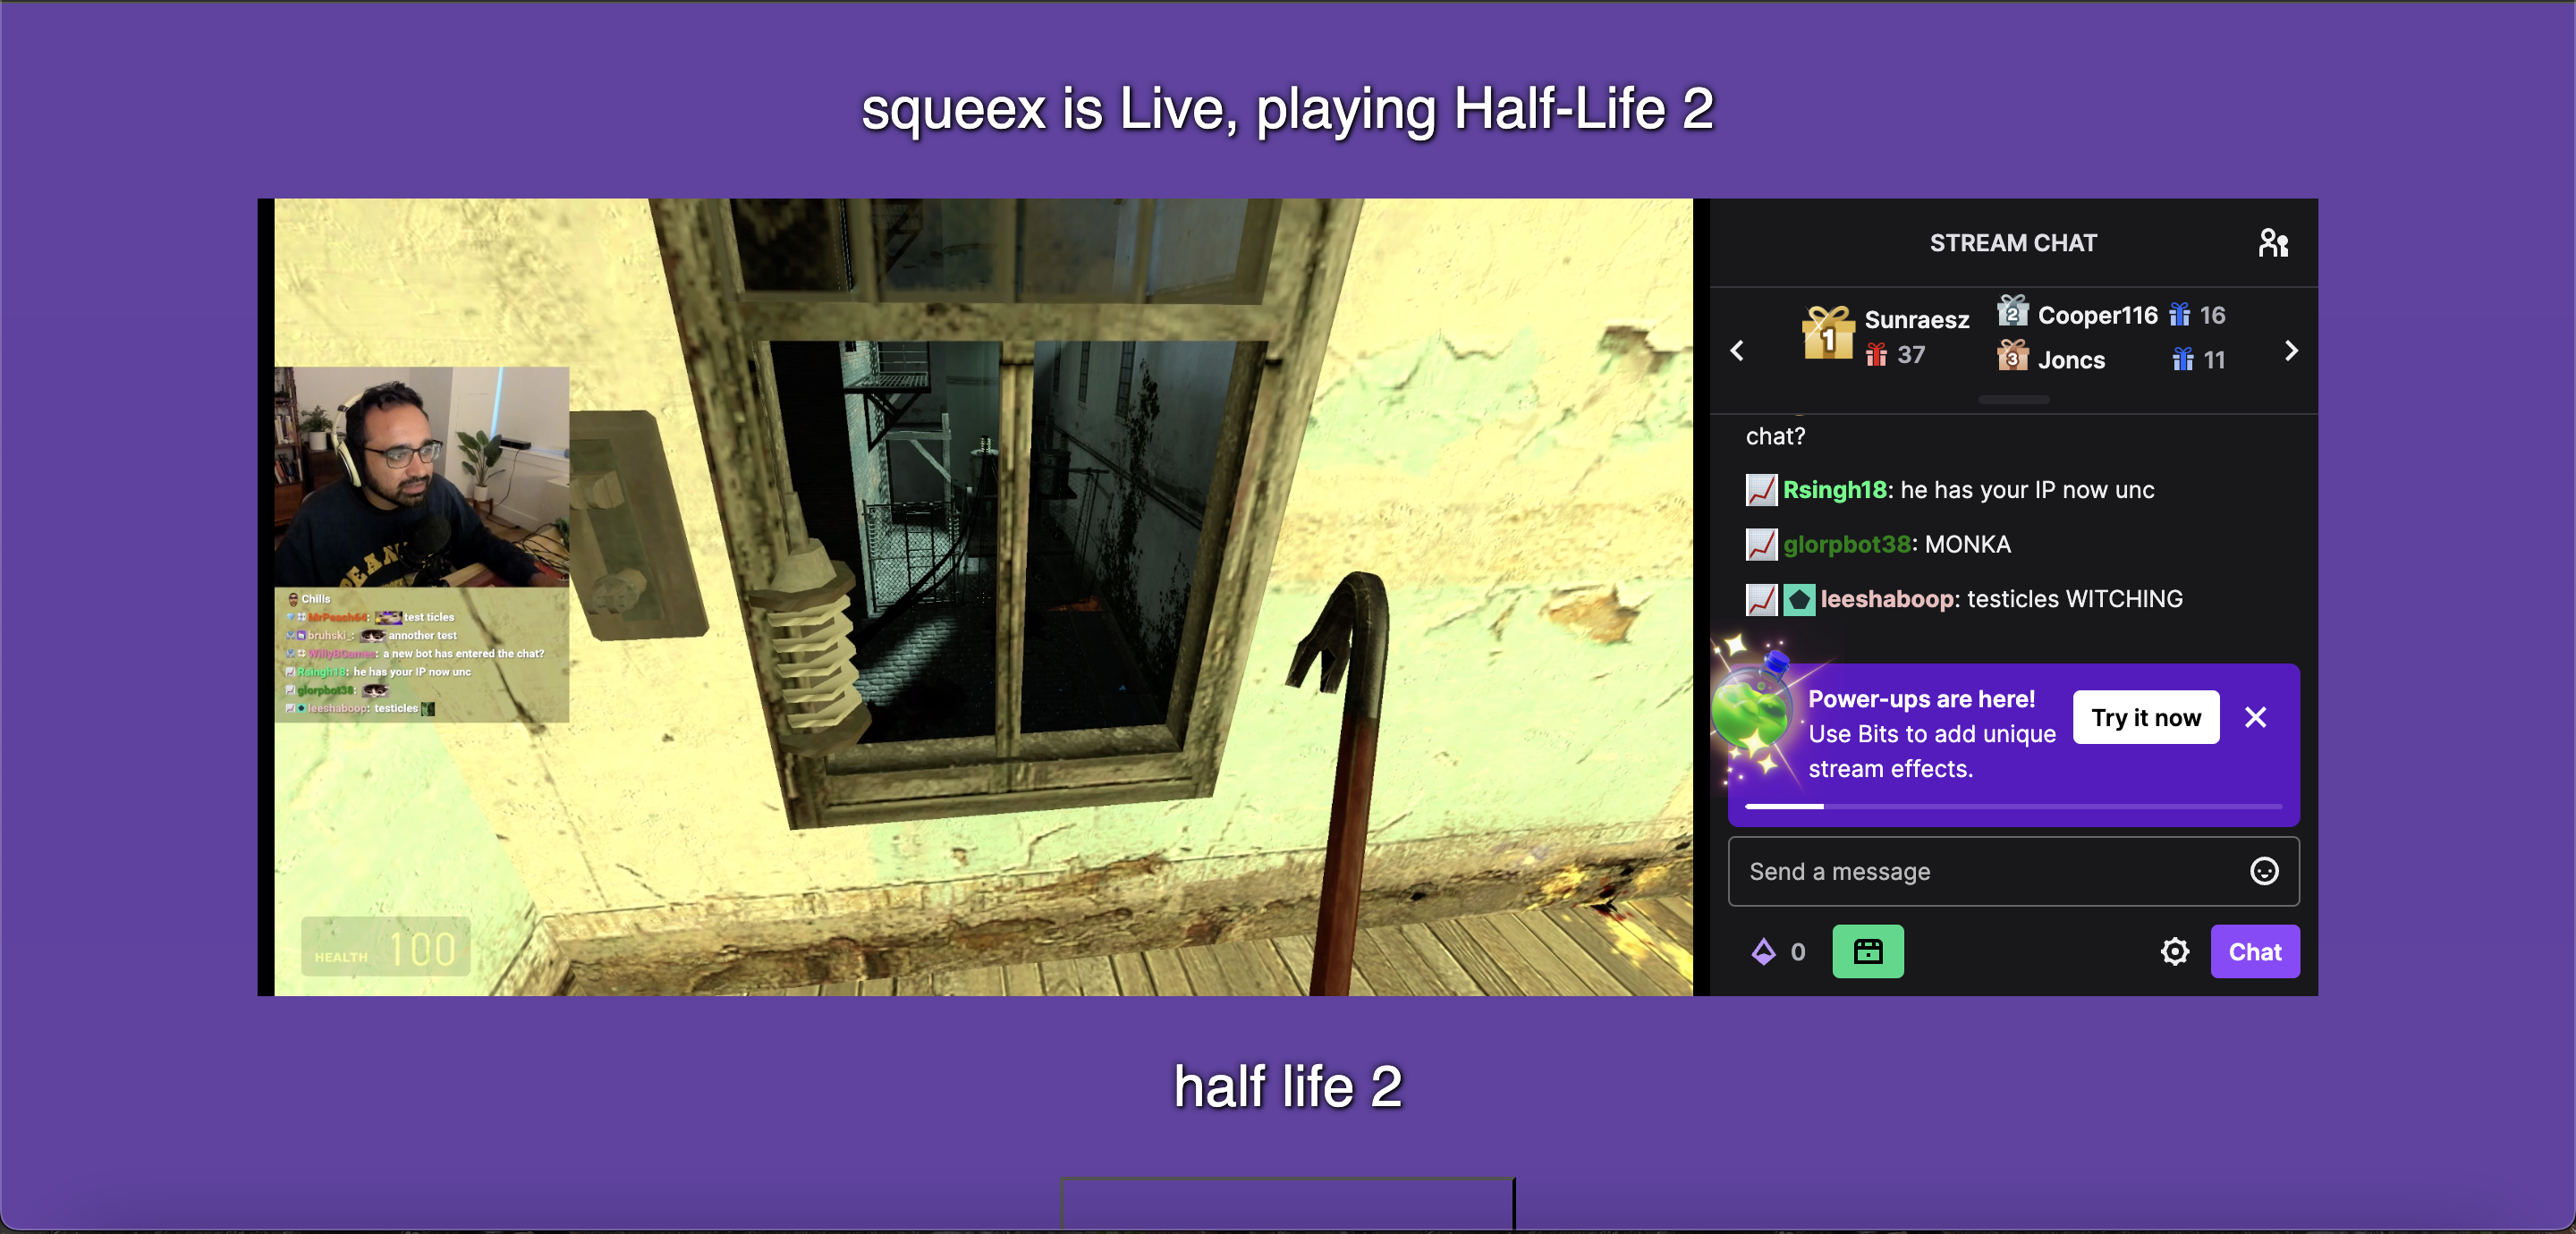 squeex is Live, playing Half-Life 2
Chills
MrPeach64: test ticles
bruhski_: annother test
WillyBGames: a new bot has entered the chat?
Rsingh18: he has your IP now unc
glorpbot38:
leeshaboop: testicles
HEALTH 100
STREAM CHAT
1 Sunraesz
37
2 Cooper116 16
3 Joncs 11
chat?
Rsingh18: he has your IP now unc
glorpbot38: MONKA
leeshaboop: testicles WITCHING
Power-ups are here!
Use Bits to add unique
stream effects.
Try it now
Send a message
0
Chat
half life 2